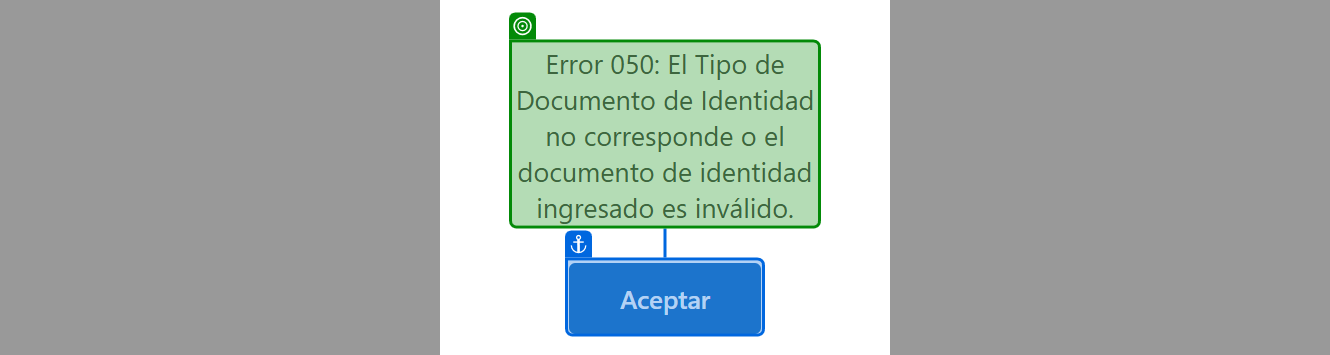 Error 050: El Tipo de
Documento de Identidad
no corresponde o el
documento de identidad
ingresado es inválido.
Aceptar